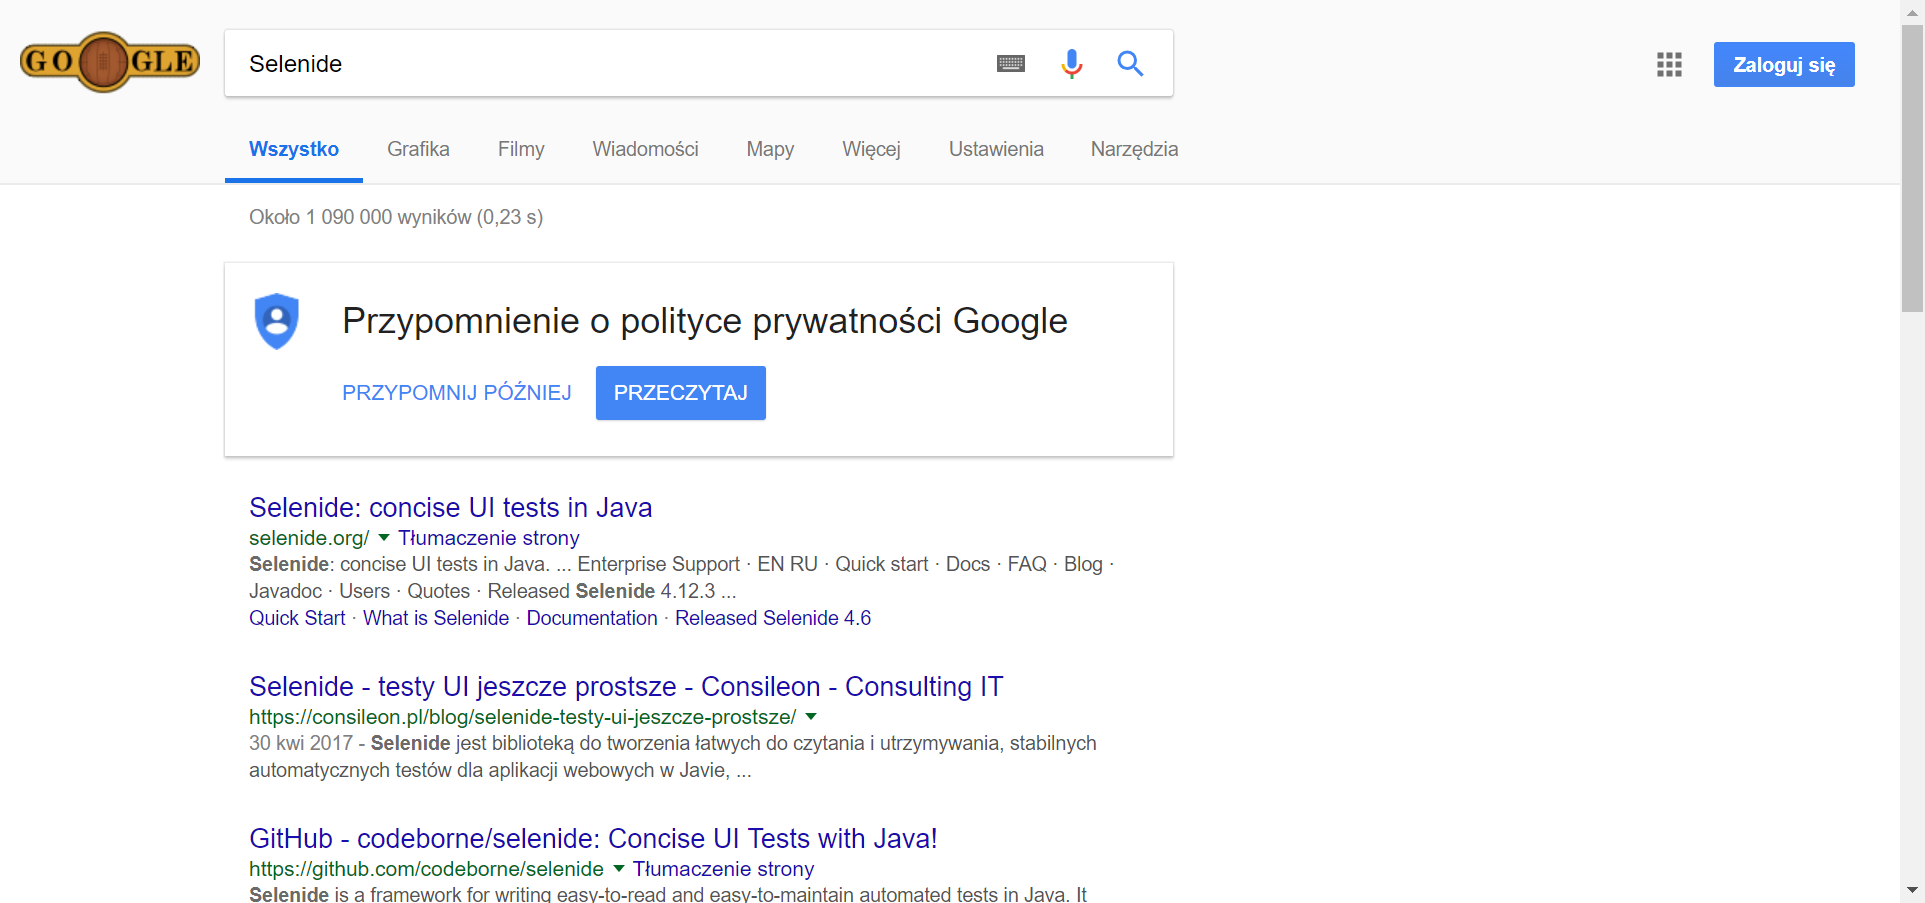 GOOGLE
Selenide
Zaloguj się
Wszystko Grafika Filmy Wiadomości Mapy Więcej Ustawienia Narzędzia
Około 1 090 000 wyników (0,23 s)
Przypomnienie o polityce prywatności Google
PRZYPOMNIJ PÓŹNIEJ PRZECZYTAJ
Selenide: concise UI tests in Java
selenide.org/ Tłumaczenie strony
Selenide: concise UI tests in Java. ... Enterprise Support · EN RU · Quick start · Docs · FAQ · Blog ·
Javadoc · Users · Quotes · Released Selenide 4.12.3 ...
Quick Start · What is Selenide · Documentation · Released Selenide 4.6
Selenide - testy UI jeszcze prostsze - Consileon - Consulting IT
https://consileon.pl/blog/selenide-testy-ui-jeszcze-prostsze/
30 kwi 2017 - Selenide jest biblioteką do tworzenia łatwych do czytania i utrzymywania, stabilnych
automatycznych testów dla aplikacji webowych w Javie, ...
GitHub - codeborne/selenide: Concise UI Tests with Java!
https://github.com/codeborne/selenide Tłumaczenie strony
Selenide is a framework for writing easy-to-read and easy-to-maintain automated tests in Java. It